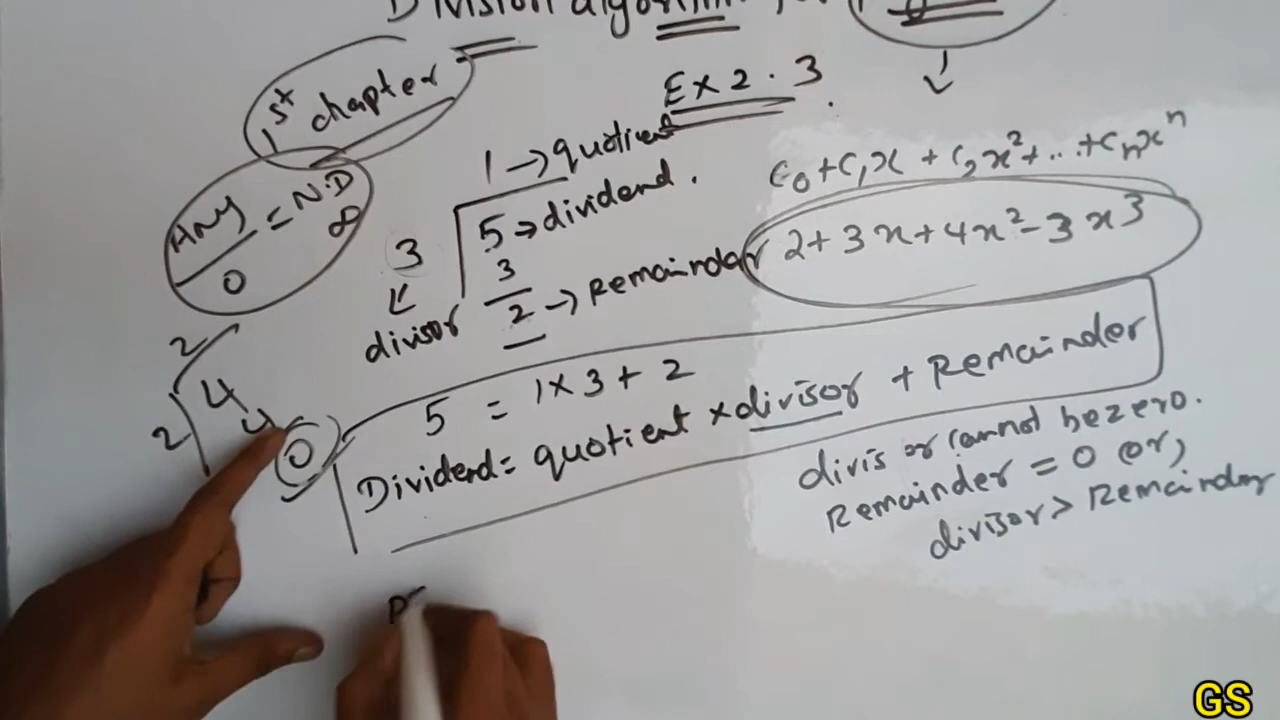 Division algorithm for
1st chapter
Ex 2.3
Any/0 = N.D
∞
1 → quotient
5 → dividend.
3
3
divisor
2 → Remainder
c0+c1x + c2x²+...+cnxⁿ
2+3x+4x²-3x³
2
2
4
4
0
5 = 1×3+2
Dividend= quotient ×divisor + Remainder
divisor cannot be zero.
Remainder = 0 or,
divisor> Remainder
GS